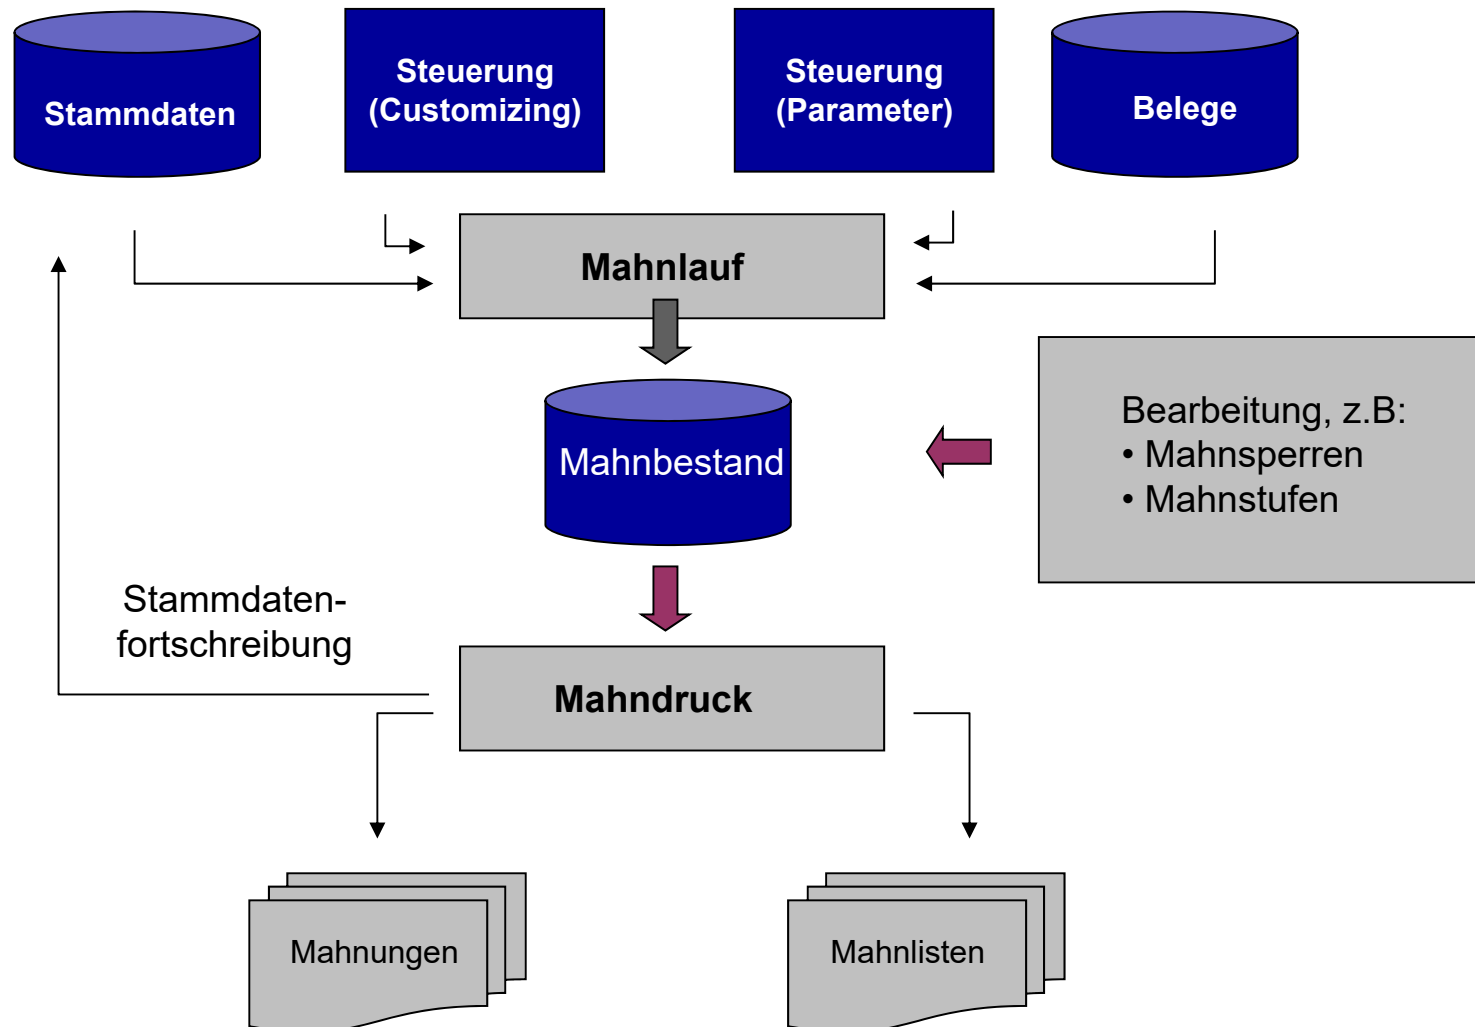 Stammdaten
Steuerung
(Customizing)
Steuerung
(Parameter)
Belege
Mahnlauf
Bearbeitung, z.B:
• Mahnsperren
• Mahnstufen
Mahnbestand
Stammdaten-
fortschreibung
Mahndruck
Mahnungen
Mahnlisten